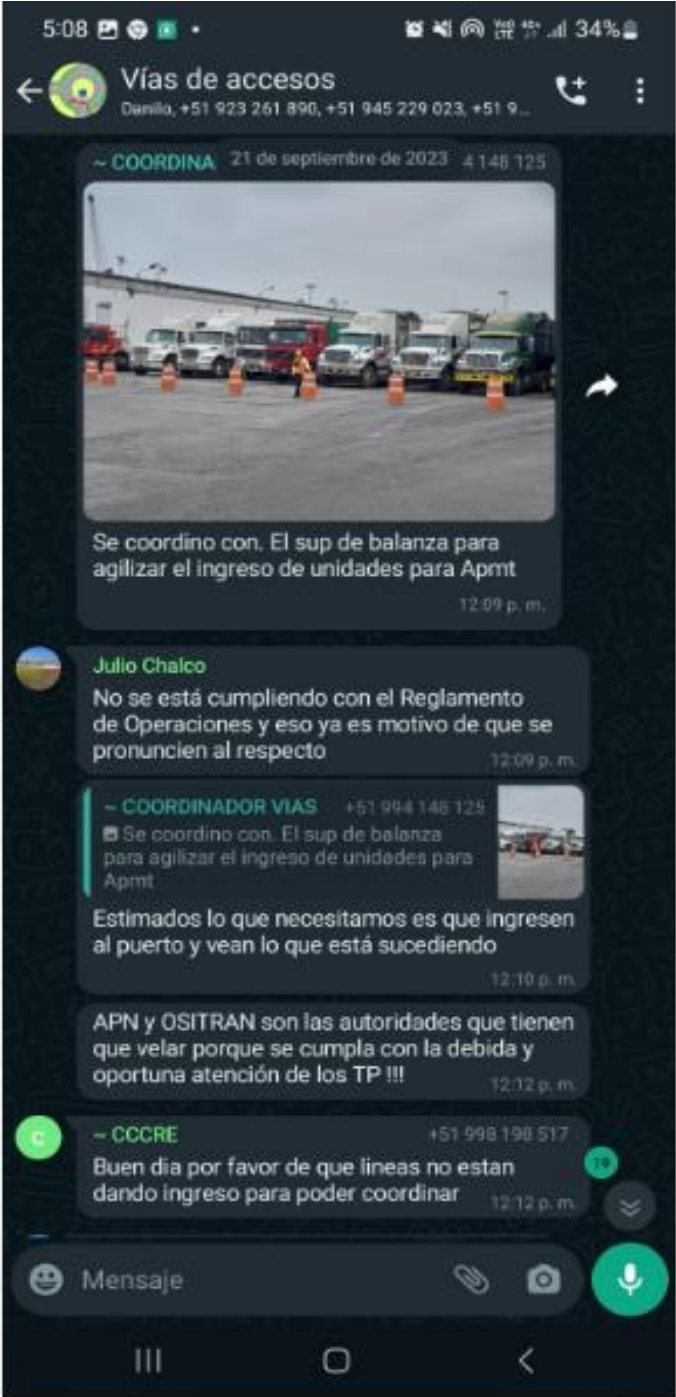 5:08
34%
Vías de accesos
Danilo, +51 923 261 890, +51 945 229 023, +51 9...
~ COORDINA 21 de septiembre de 2023 4 148 125
Se coordino con. El sup de balanza para
agilizar el ingreso de unidades para Apmt
12:09 p. m.
Julio Chalco
No se está cumpliendo con el Reglamento
de Operaciones y eso ya es motivo de que se
pronuncien al respecto
12:09 p. m.
~ COORDINADOR VIAS +51 994 148 125
Se coordino con. El sup de balanza
para agilizar el ingreso de unidades para
Apmt
Estimados lo que necesitamos es que ingresen
al puerto y vean lo que está sucediendo
12:10 p. m.
APN y OSITRAN son las autoridades que tienen
que velar porque se cumpla con la debida y
oportuna atención de los TP !!!
12:12 p. m.
C
~ CCCRE +51 998 198 517
Buen dia por favor de que lineas no estan
dando ingreso para poder coordinar
12:12 p. m.
19
Mensaje